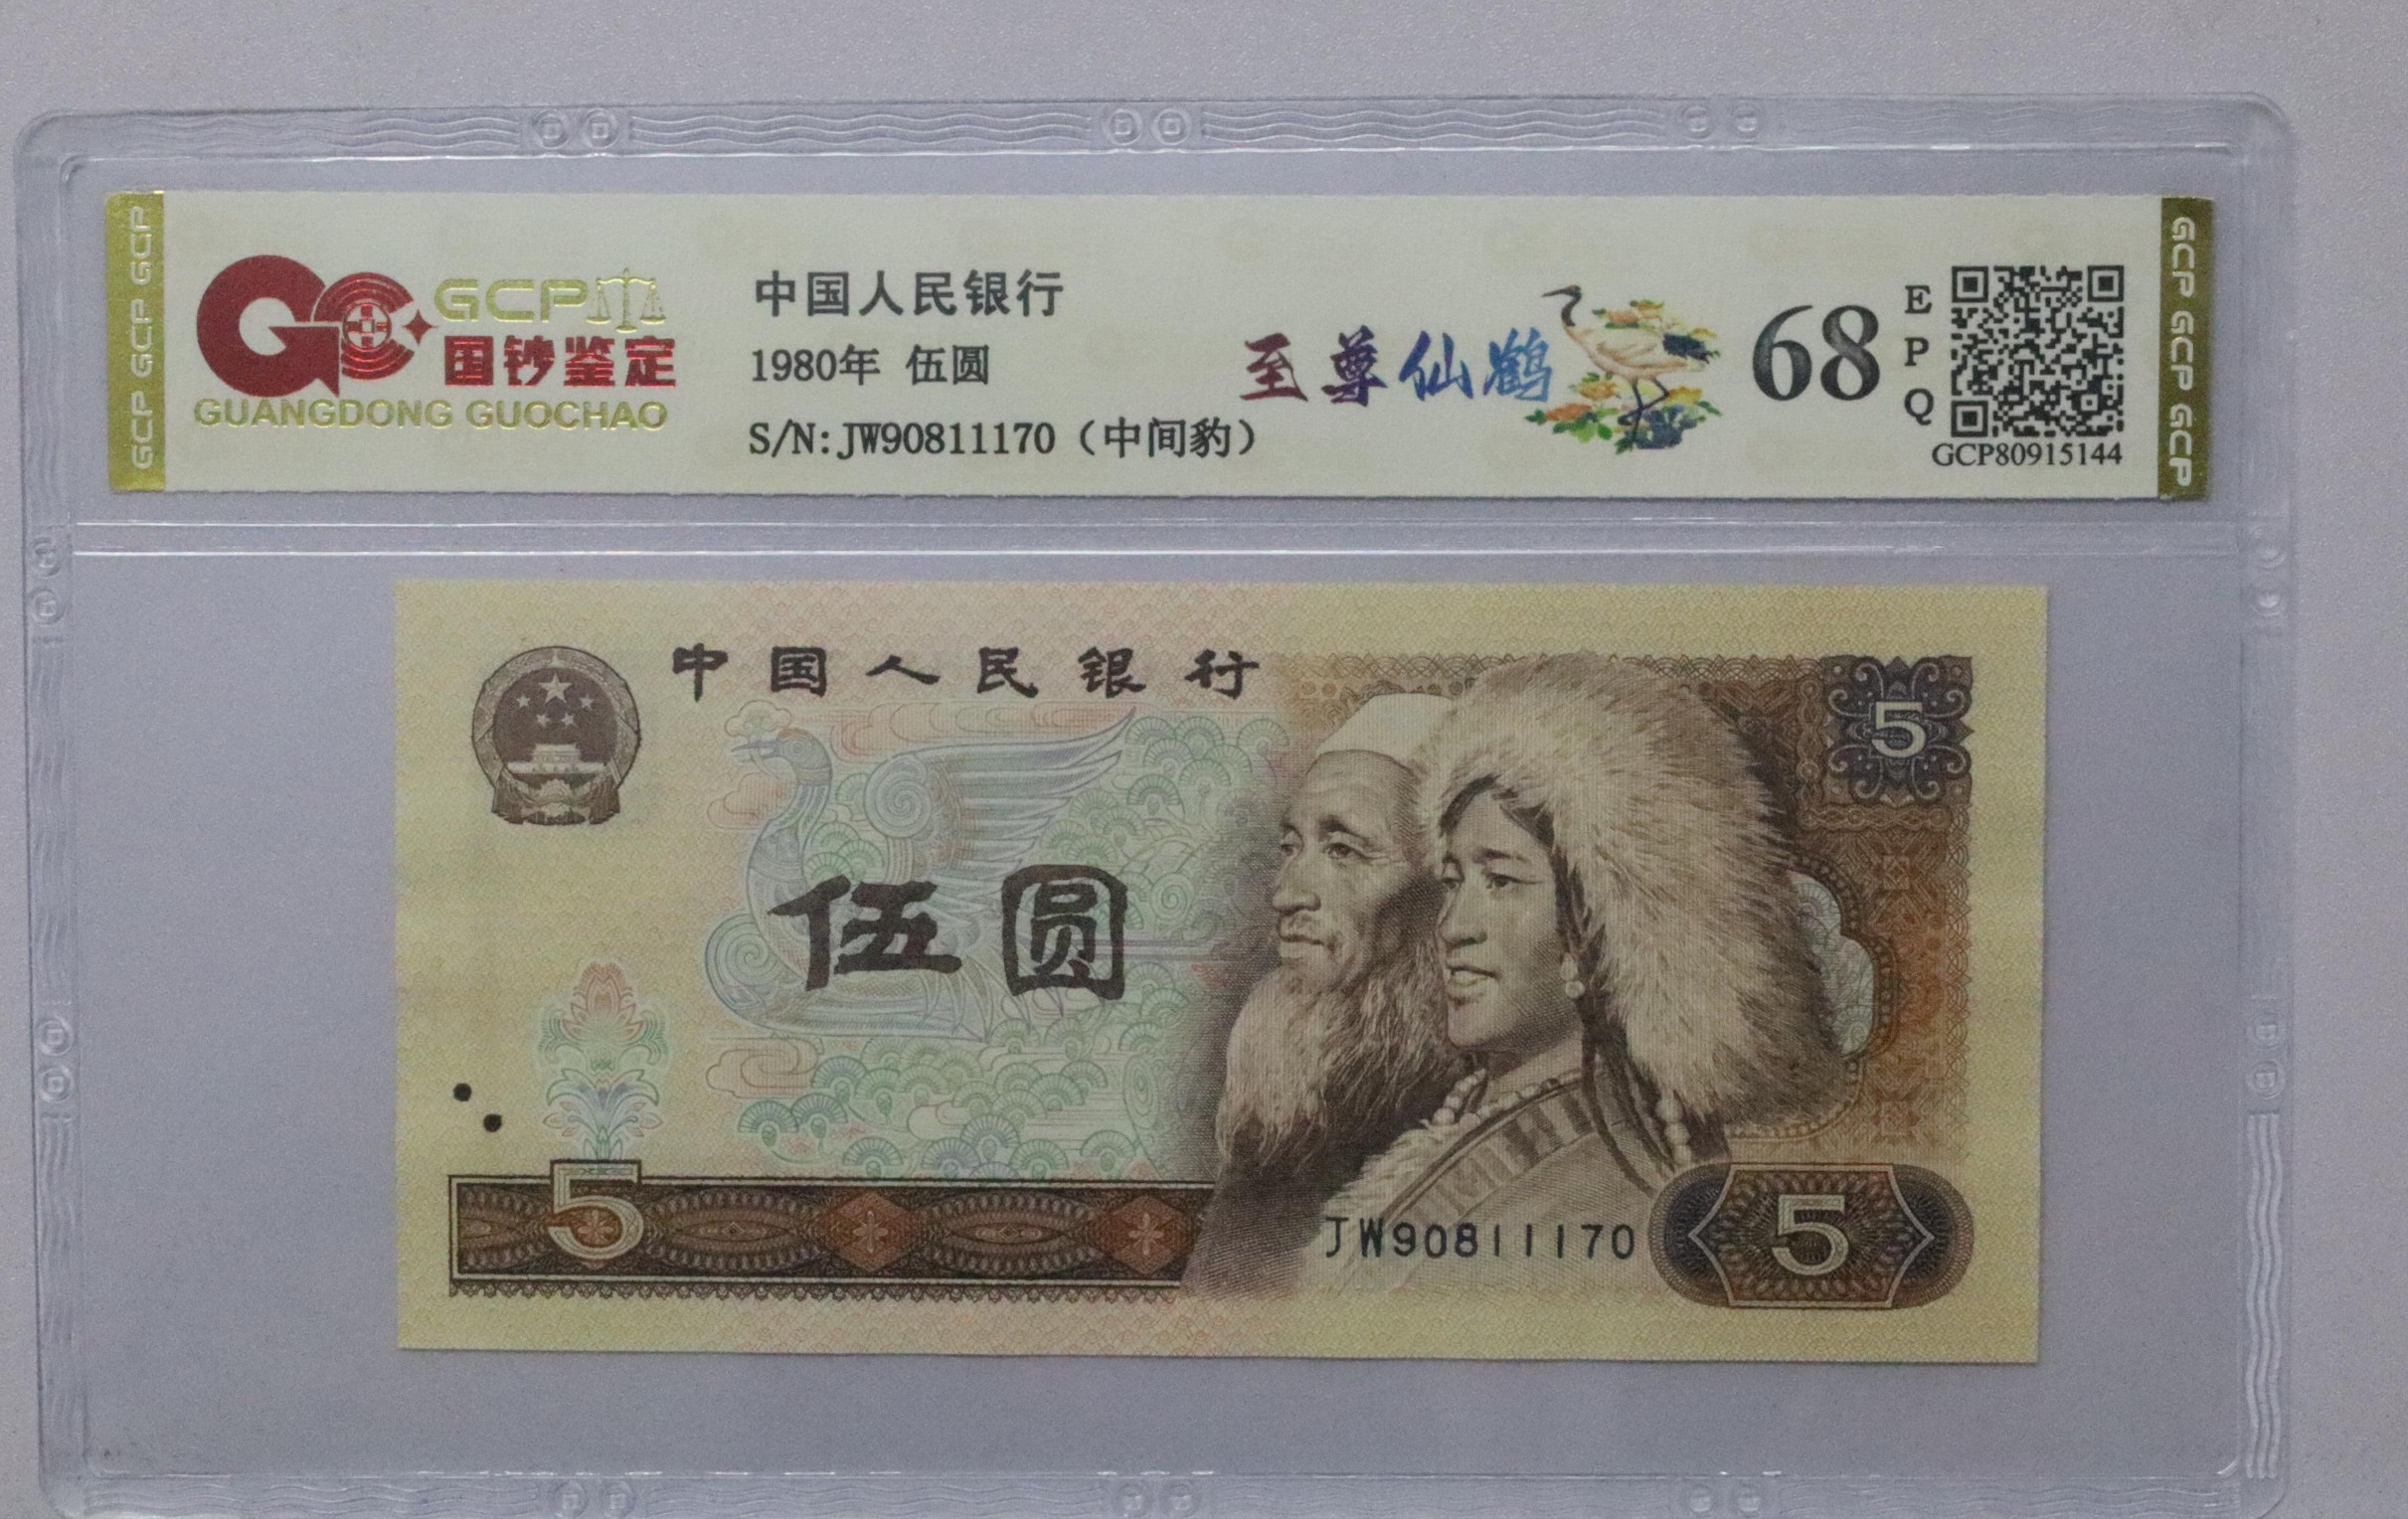 GCP GCP GCP
GCP
国钞鉴定
GUANGDONG GUOCHAO
中国人民银行
1980年 伍圆
S/N:JW90811170（中间豹）
至尊仙鹤
68
EPQ
GCP80915144
GCP GCP GCP
中国人民银行
5
伍圆
5
JW90811170
5